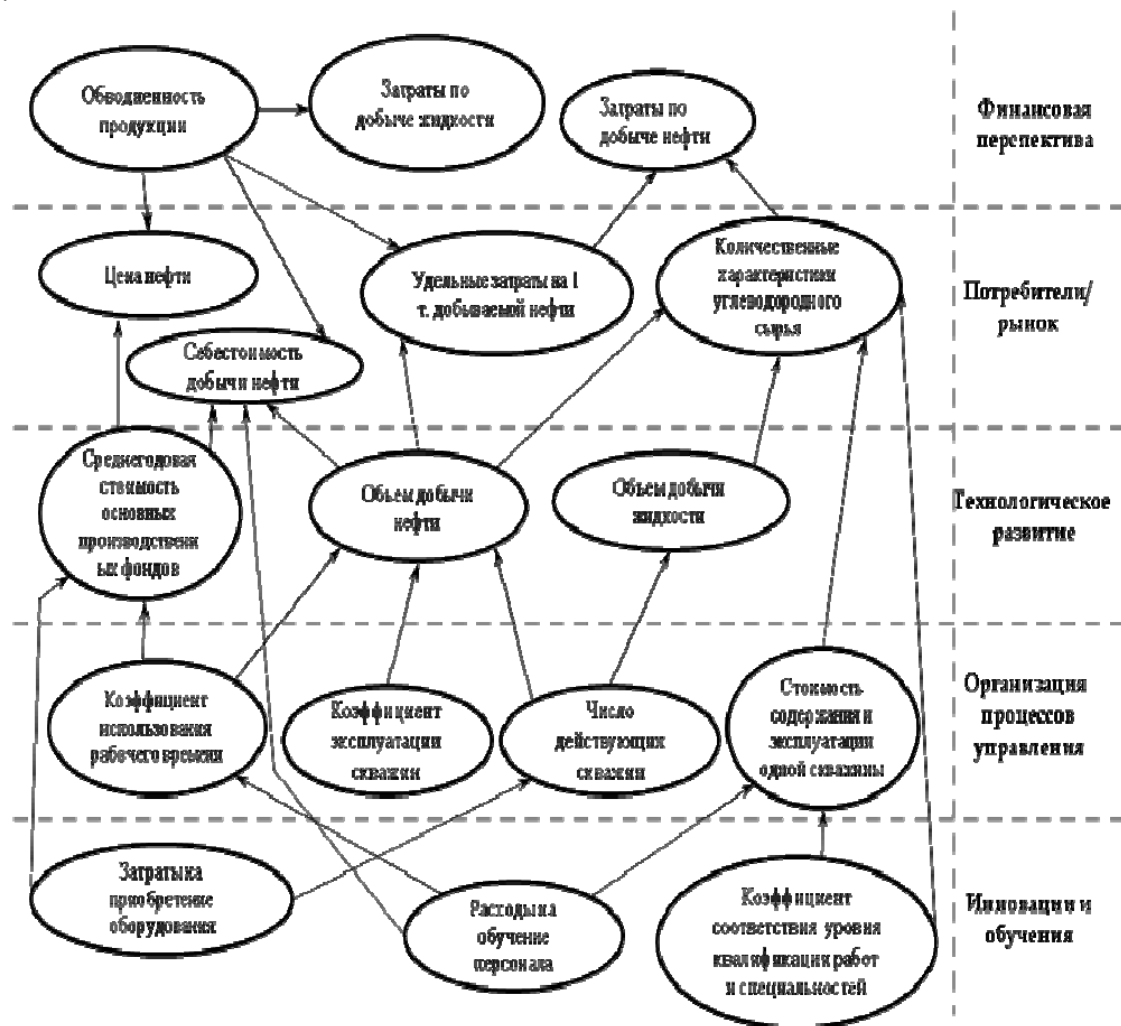 Обводненность
продукции
Затраты по
добыче жидкости
Затраты по
добыче нефти
Финансовая
перспектива
Цена нефти
Удельные затраты на 1
т. добываемой нефти
Количественные
характеристики
углеводородного
сырья
Потребители/
рынок
Себестоимость
добычи нефти
Среднегодовая
стоимость
основных
производственн
ых фондов
Объем добычи
нефти
Объем добычи
жидкости
Технологическое
развитие
Коэффициент
использования
рабочего времени
Коэффициент
эксплуатации
скважин
Число
действующих
скважин
Стоимость
содержания и
эксплуатации
одной скважины
Организация
процессов
управления
Затраты на
приобретение
оборудования
Расходы на
обучение
персонала
Коэффициент
соответствия уровня
квалификация работ
и специальностей
Инновации и
обучения